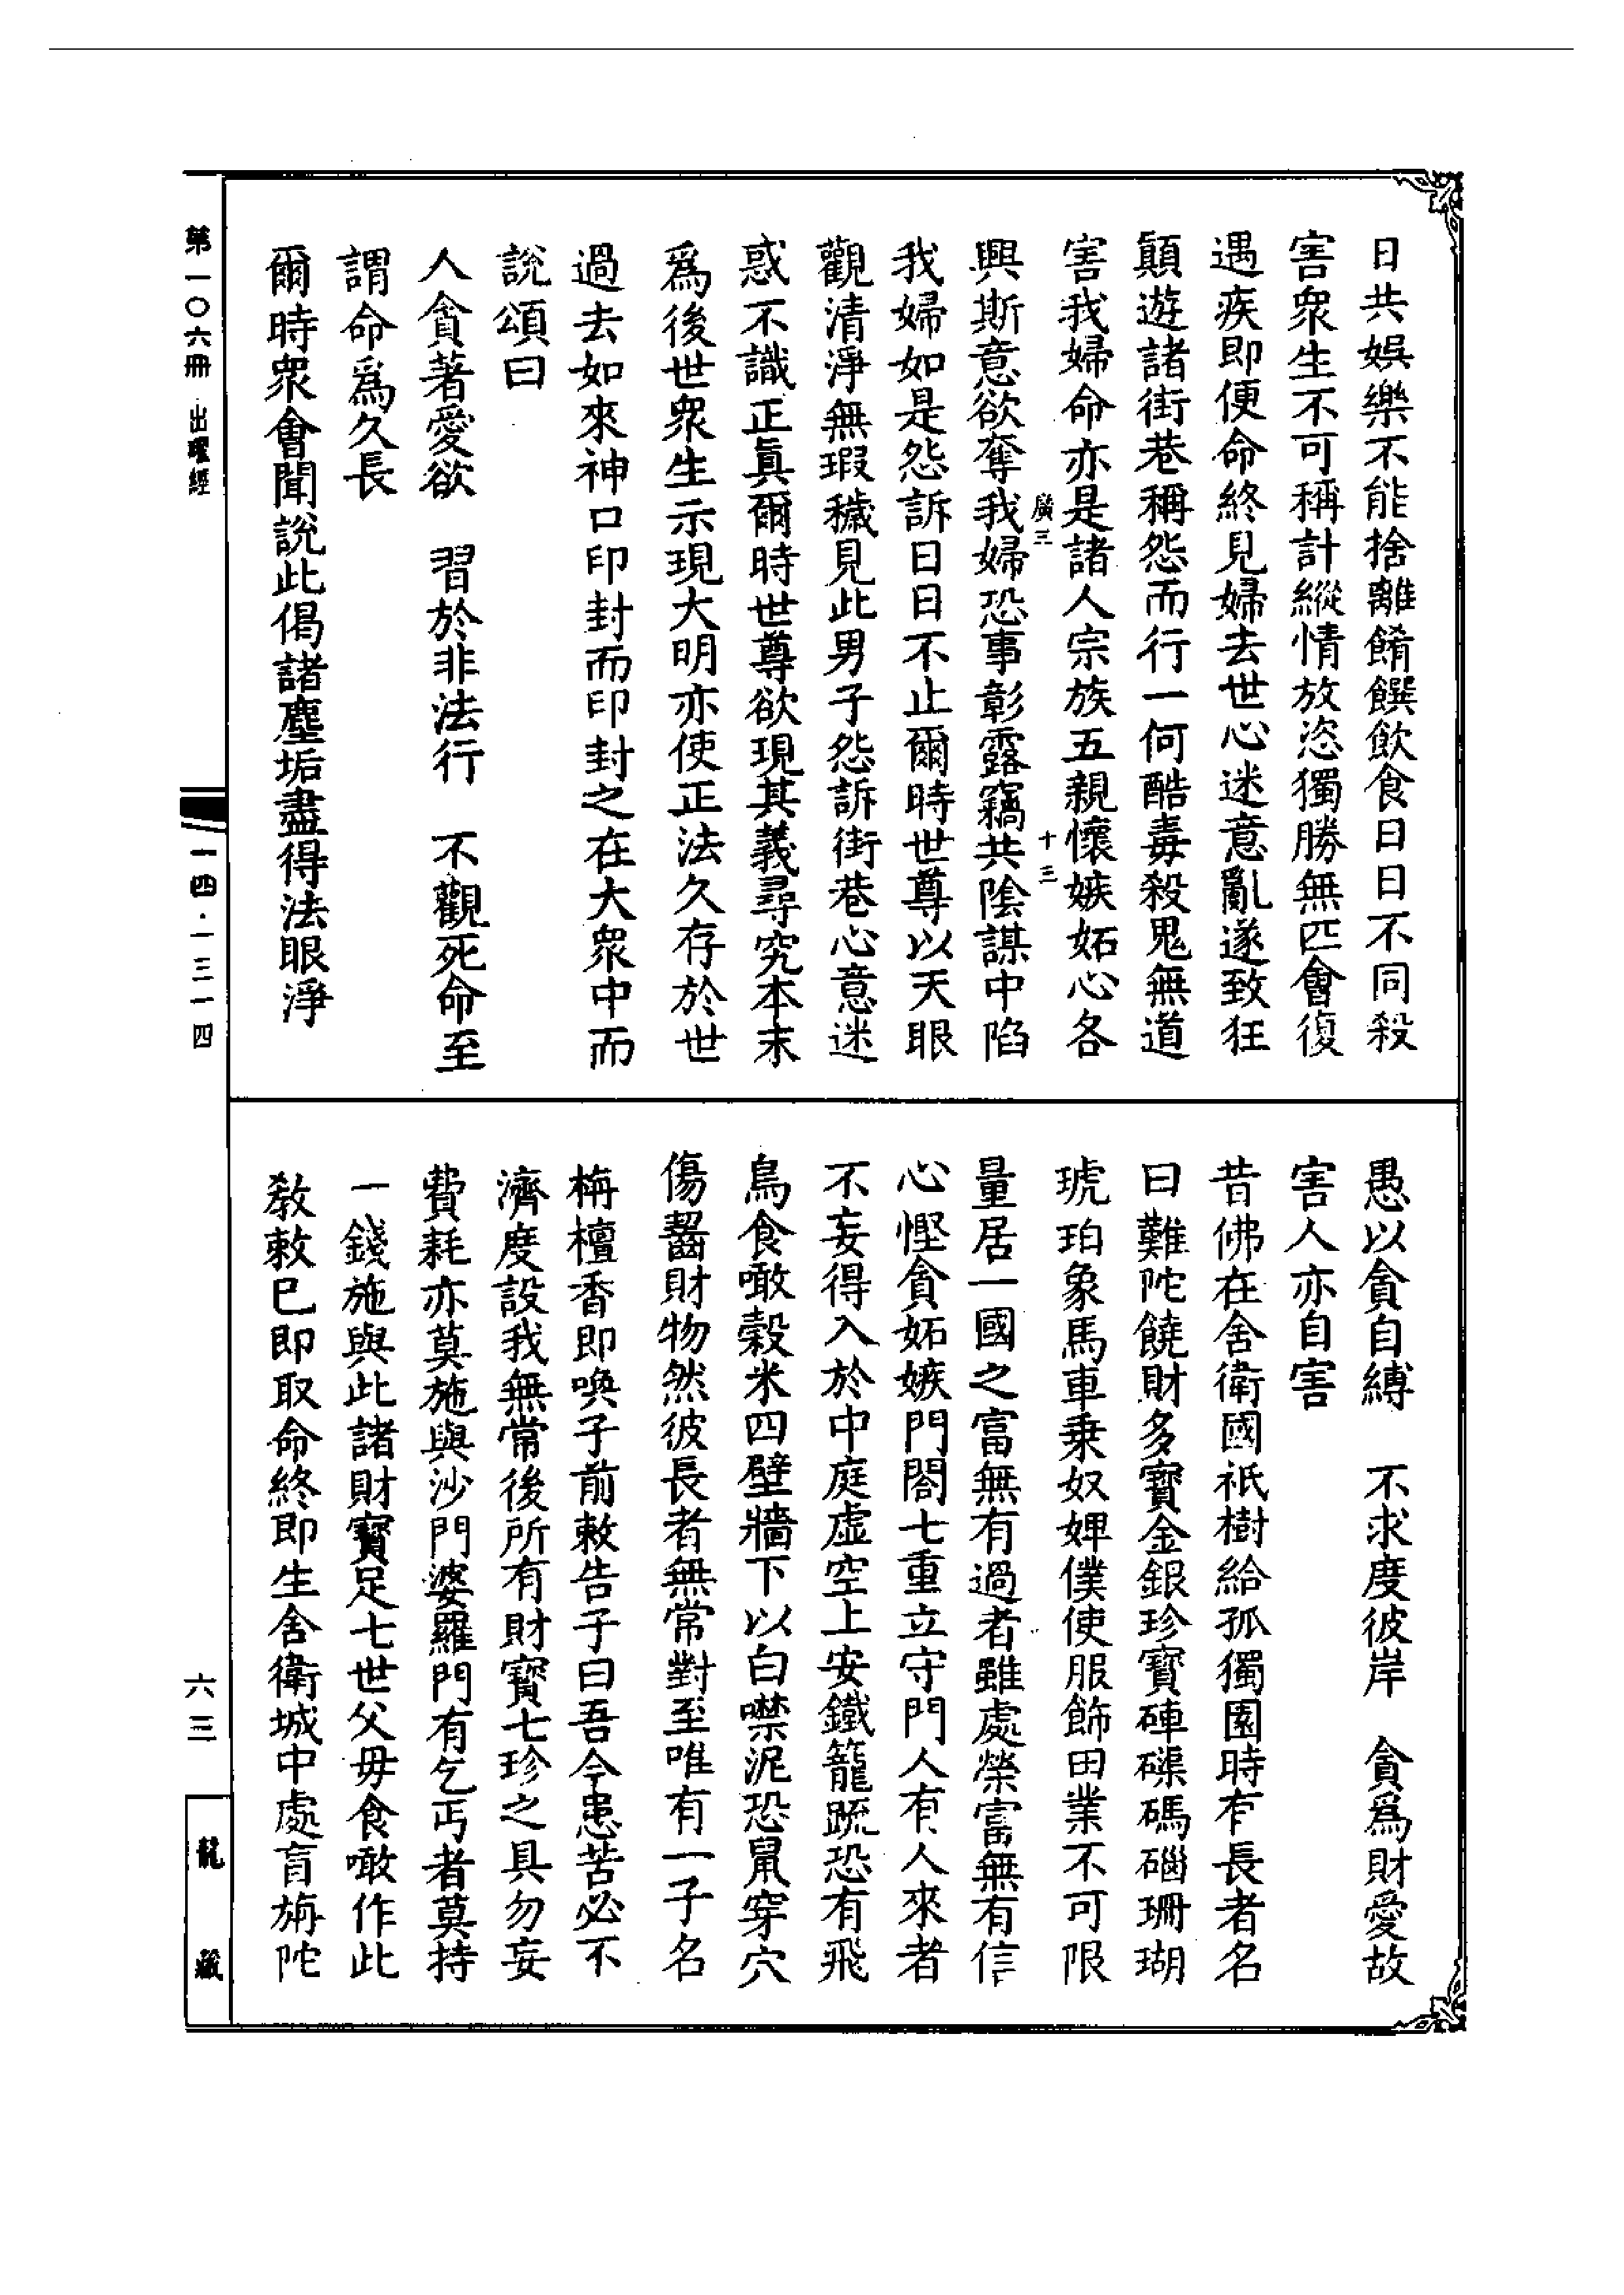 日共娛樂不能捨離餚饌飲食日日不同殺
害衆生不可稱計縱情放恣獨勝無匹會復
遇疾即便命終見婦去世心迷意亂遂致狂
顛遊諸街巷稱怨而行一何酷毒殺鬼無道
害我婦命亦是諸人宗族五親懷嫉妬心各
廣三
十三
興斯意欲奪我婦恐事彰露竊共陰謀中陷
我婦如是怨訴日日不止爾時世尊以天眼
觀清淨無瑕穢見此男子怨訴街巷心意迷
惑不識正眞爾時世尊欲現其義尋究本末
爲後世衆生示現大明亦使正法久存於世
過去如來神口印封而印封之在大衆中而
說頌曰
人貪著愛欲　習於非法行　不觀死命至
謂命爲久長
爾時衆會聞說此偈諸塵垢盡得法眼淨
愚以貪自縛　不求度彼岸　貪爲財愛故
害人亦自害
昔佛在舍衛國祇樹給孤獨園時有長者名
曰難陀饒財多寶金銀珍寶硨磲碼碯珊瑚
琥珀象馬車乗奴婢僕使服飾田業不可限
量居一國之富無有過者雖處榮富無有信
心慳貪妬嫉門閤七重立守門人有人來者
不妄得入於中庭虛空上安鐵籠䟽恐有飛
鳥食噉穀米四壁牆下以白㘗泥恐鼠穿穴
傷齧財物然彼長者無常對至唯有一子名
栴檀香即喚子前敕告子曰吾今患苦必不
濟度設我無常後所有財寶七珍之具勿妄
費耗亦莫施與沙門婆羅門有乞丐者莫持
一錢施與此諸財寶足七世父母食噉作此
敎敕已即取命終即生舍衛城中處盲旃陀
第一〇六冊　出曜經
一四·一三一四
六三
龍藏